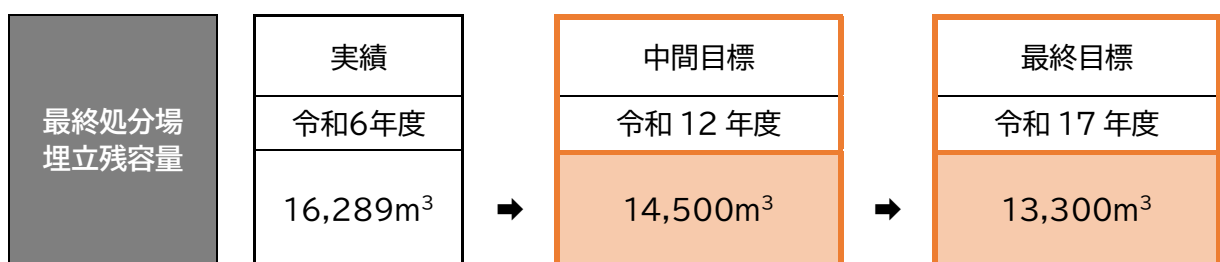 最終処分場
埋立残容量
実績
令和6年度
16,289m³
➡
中間目標
令和 12 年度
14,500m³
➡
最終目標
令和 17 年度
13,300m³